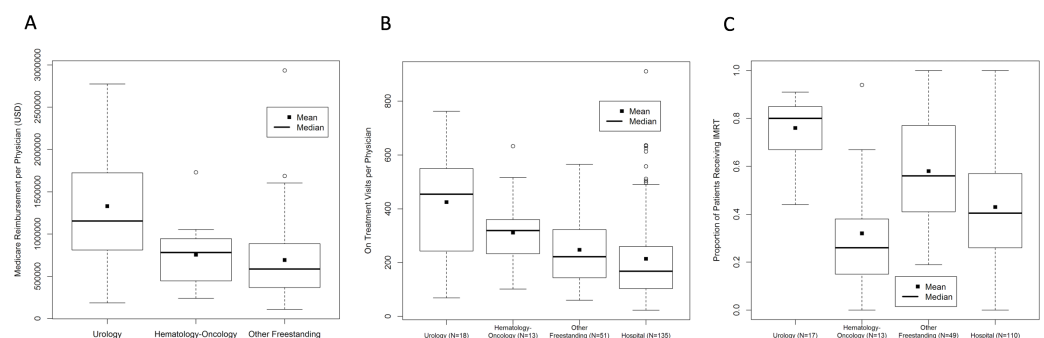 A
Medicare Reimbursement per Physician (USD)
3000000
2500000
2000000
1500000
1000000
500000
0
Mean
Median
Urology
Hematology-Oncology
Other Freestanding
B
On Treatment Visits per Physician
800
600
400
200
0
Mean
Median
Urology (N=18)
Hematology-
Oncology (N=13)
Other
Freestanding (N=51)
Hospital (N=135)
C
Proportion of Patients Receiving IMRT
1.0
0.8
0.6
0.4
0.2
0.0
Mean
Median
Urology (N=17)
Hematology-
Oncology (N=13)
Other
Freestanding (N=49)
Hospital (N=110)